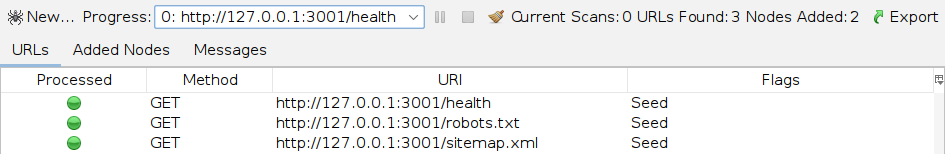 New... Progress: 0: http://127.0.0.1:3001/health Current Scans: 0 URLs Found: 3 Nodes Added: 2 Export
URLs Added Nodes Messages
Processed Method URI Flags
GET http://127.0.0.1:3001/health Seed
GET http://127.0.0.1:3001/robots.txt Seed
GET http://127.0.0.1:3001/sitemap.xml Seed